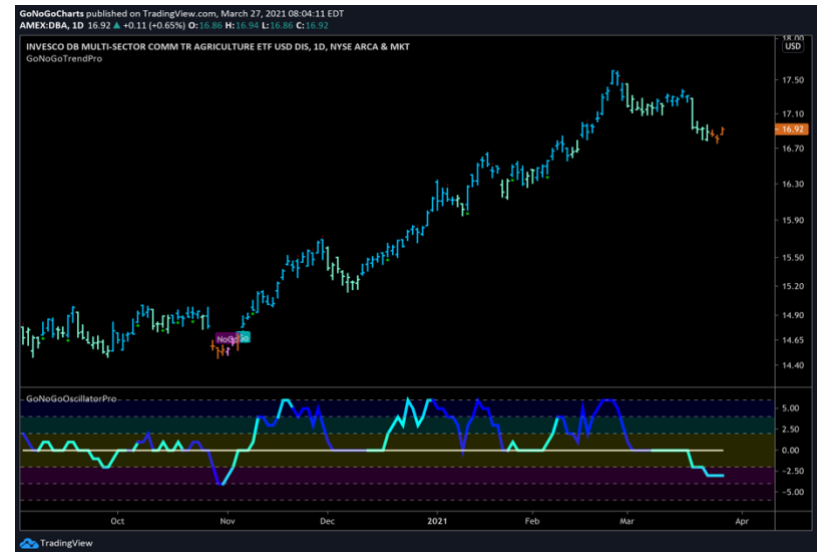 GoNoGoCharts published on TradingView.com, March 27, 2021 08:04:11 EDT
AMEX:DBA, 1D 16.92 ▲ +0.11 (+0.65%) O:16.86 H:16.94 L:16.86 C:16.92
INVESCO DB MULTI-SECTOR COMM TR AGRICULTURE ETF USD DIS, 1D, NYSE ARCA & MKT
GoNoGoTrendPro
18.00
USD
17.50
17.10
16.92
16.70
16.30
15.90
15.50
15.20
14.90
14.65
14.40
NoGo Go
GoNoGoOscillatorPro
5.00
2.50
0.00
-2.50
-5.00
Oct Nov Dec 2021 Feb Mar Apr
TradingView